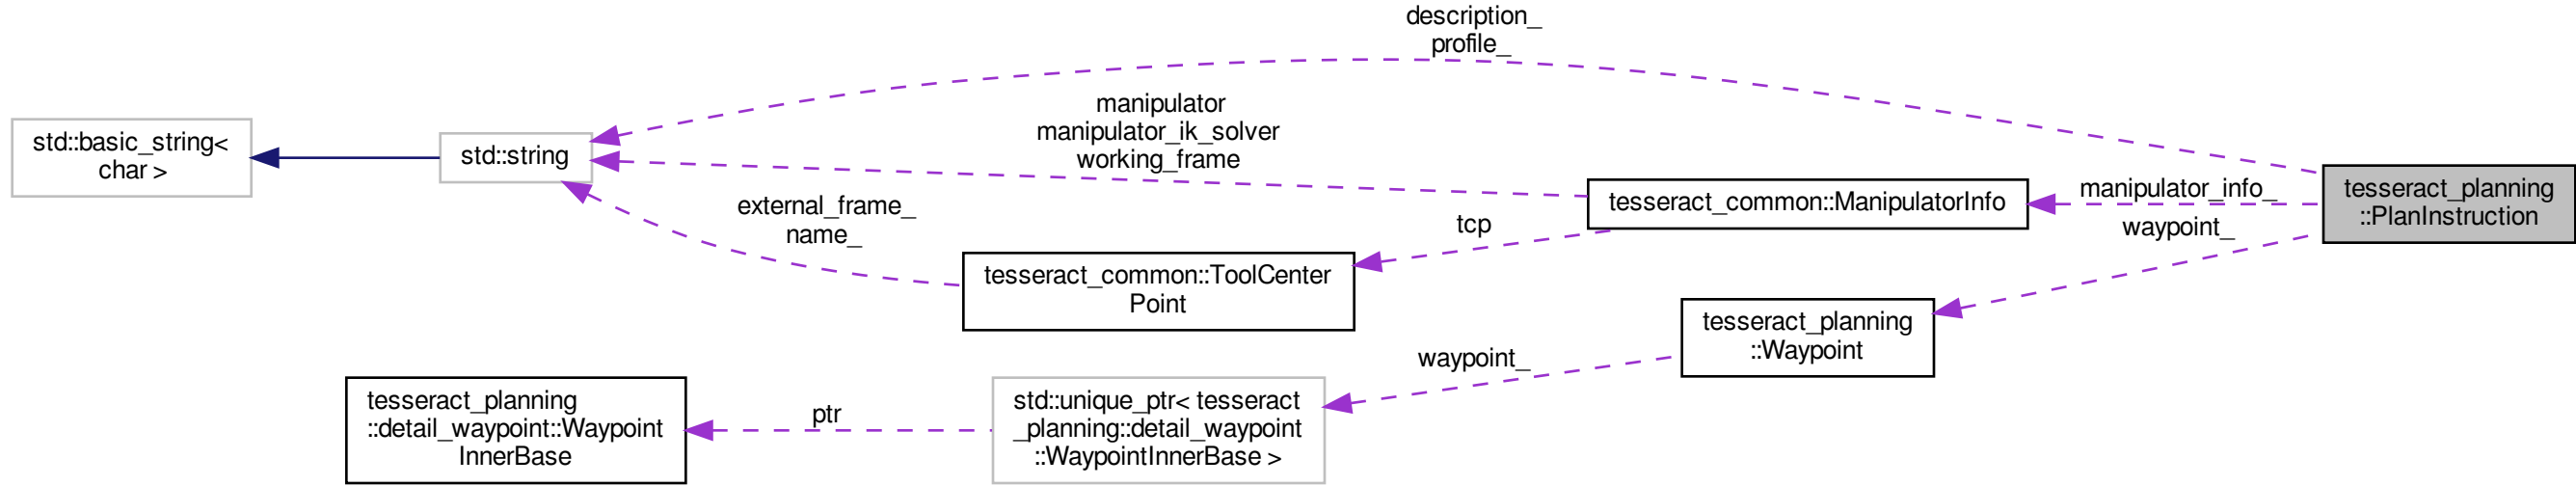 description_
profile_
manipulator
manipulator_ik_solver
working_frame
std::basic_string<
char >
std::string
external_frame_
name_
tcp
tesseract_common::ManipulatorInfo
manipulator_info_
waypoint_
tesseract_planning
::PlanInstruction
tesseract_common::ToolCenter
Point
tesseract_planning
::Waypoint
waypoint_
tesseract_planning
::detail_waypoint::Waypoint
InnerBase
ptr
std::unique_ptr< tesseract
_planning::detail_waypoint
::WaypointInnerBase >